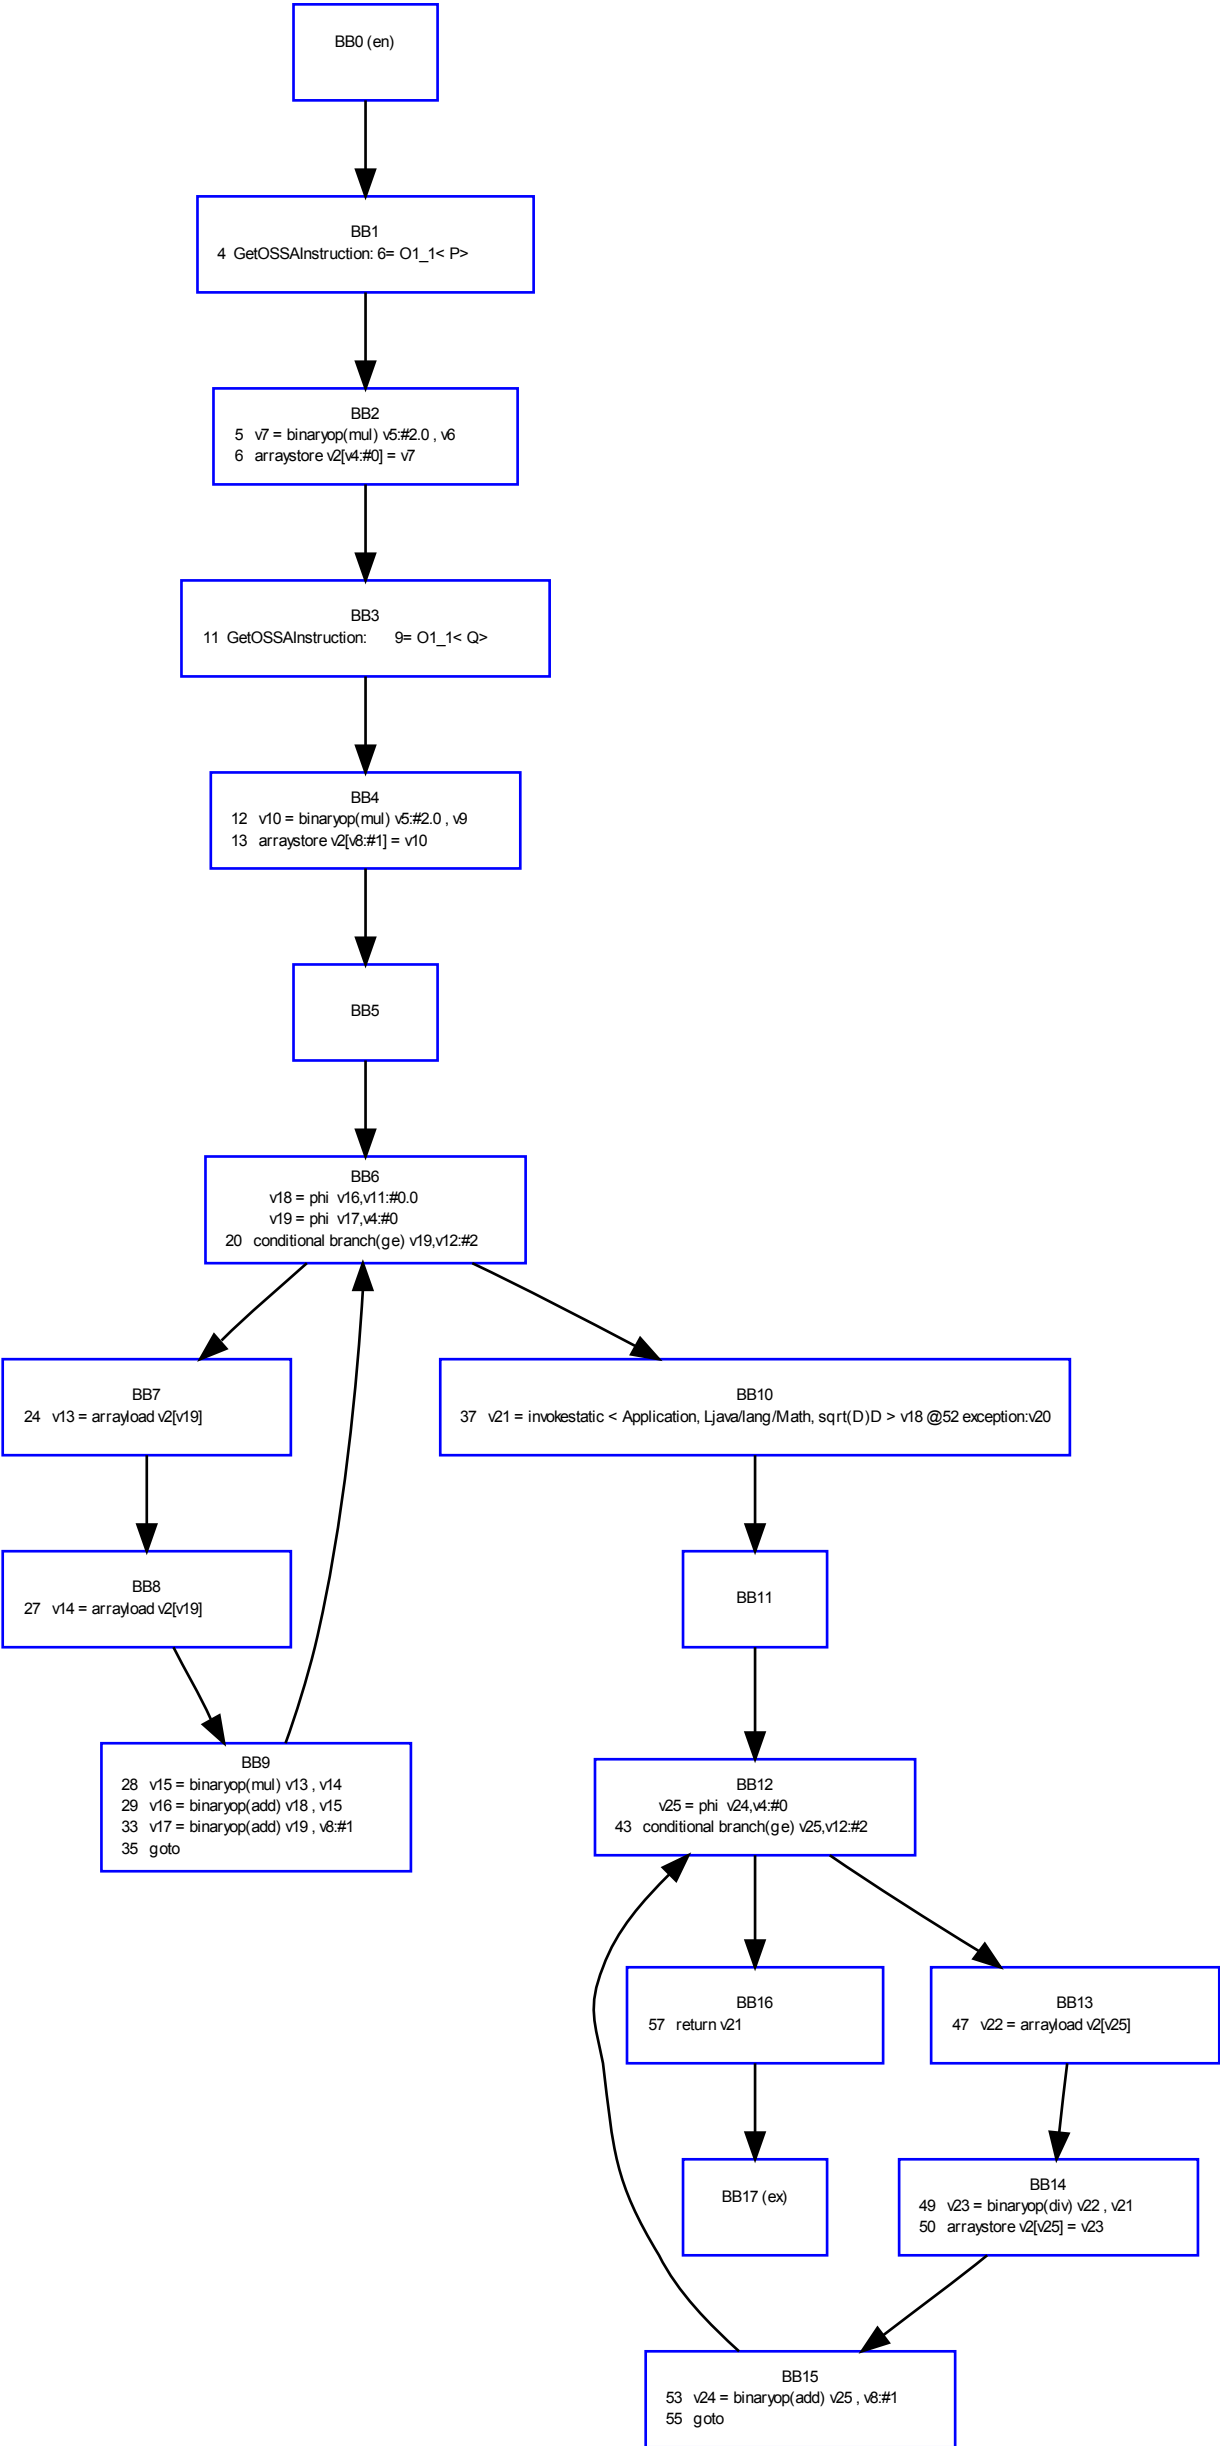 BB0 (en)
BB1
4 GetOSSAInstruction: 6= O1_1< P>
BB2
5 v7 = binaryop(mul) v5:#2.0 , v6
6 arraystore v2[v4:#0] = v7
BB3
11 GetOSSAInstruction: 9= O1_1< Q>
BB4
12 v10 = binaryop(mul) v5:#2.0 , v9
13 arraystore v2[v8:#1] = v10
BB5
BB6
v18 = phi v16,v11:#0.0
v19 = phi v17,v4:#0
20 conditional branch(ge) v19,v12:#2
BB7
24 v13 = arrayload v2[v19]
BB10
37 v21 = invokestatic < Application, Ljava/lang/Math, sqrt(D)D > v18 @52 exception:v20
BB8
27 v14 = arrayload v2[v19]
BB11
BB9
28 v15 = binaryop(mul) v13 , v14
29 v16 = binaryop(add) v18 , v15
33 v17 = binaryop(add) v19 , v8:#1
35 goto
BB12
v25 = phi v24,v4:#0
43 conditional branch(ge) v25,v12:#2
BB16
57 return v21
BB13
47 v22 = arrayload v2[v25]
BB17 (ex)
BB14
49 v23 = binaryop(div) v22 , v21
50 arraystore v2[v25] = v23
BB15
53 v24 = binaryop(add) v25 , v8:#1
55 goto